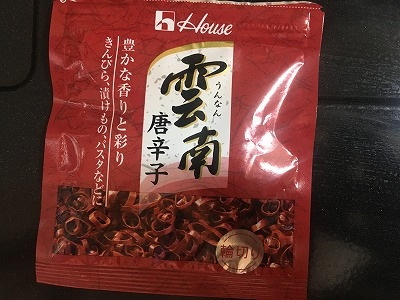 House
豊かな香りと彩り
きんぴら、漬けもの、パスタなどに
雲南
うんなん
唐辛子
輪切り